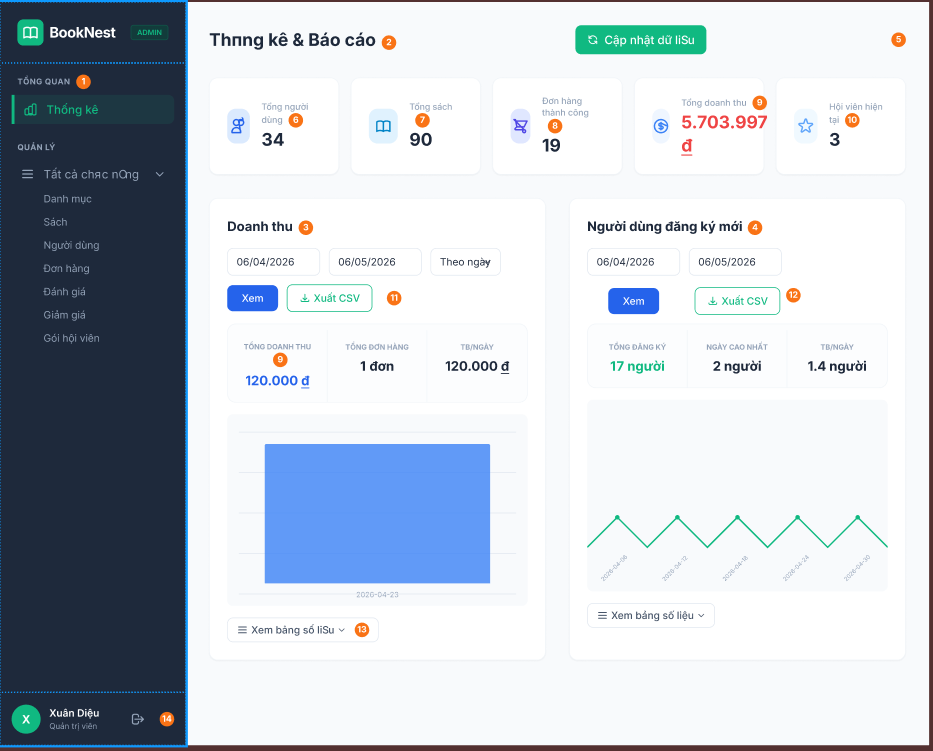 BookNest ADMIN
TỔNG QUAN 1
Thống kê
QUẢN LÝ
Tất cả chức nOng
Danh mục
Sách
Người dùng
Đơn hàng
Đánh giá
Giảm giá
Gói hội viên
X
Xuân Diệu
Quản trị viên
14
Thпng kê & Báo cáo 2
Cập nhật dữ liSu
5
Tổng người dùng 6
34
Tổng sách
7
90
Đơn hàng thành công
8
19
Tổng doanh thu 9
5.703.997 đ
Hội viên hiện tại 10
3
Doanh thu 3
06/04/2026
06/05/2026
Theo ngày
Xem
Xuất CSV
11
TỔNG DOANH THU
9
120.000 đ
TỔNG ĐƠN HÀNG
1 đơn
TB/NGÀY
120.000 đ
2026-04-23
Xem bảng số liSu 13
Người dùng đăng ký mới 4
06/04/2026
06/05/2026
Xem
Xuất CSV
12
TỔNG ĐĂNG KÝ
17 người
NGÀY CAO NHẤT
2 người
TB/NGÀY
1.4 người
2026-04-06
2026-04-12
2026-04-18
2026-04-24
2026-04-30
Xem bảng số liệu